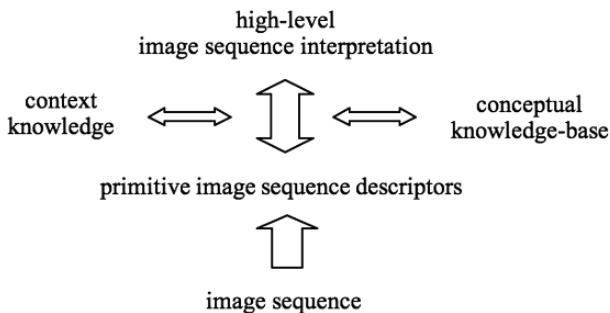 high-level
image sequence interpretation
context
knowledge
conceptual
knowledge-base
primitive image sequence descriptors
image sequence